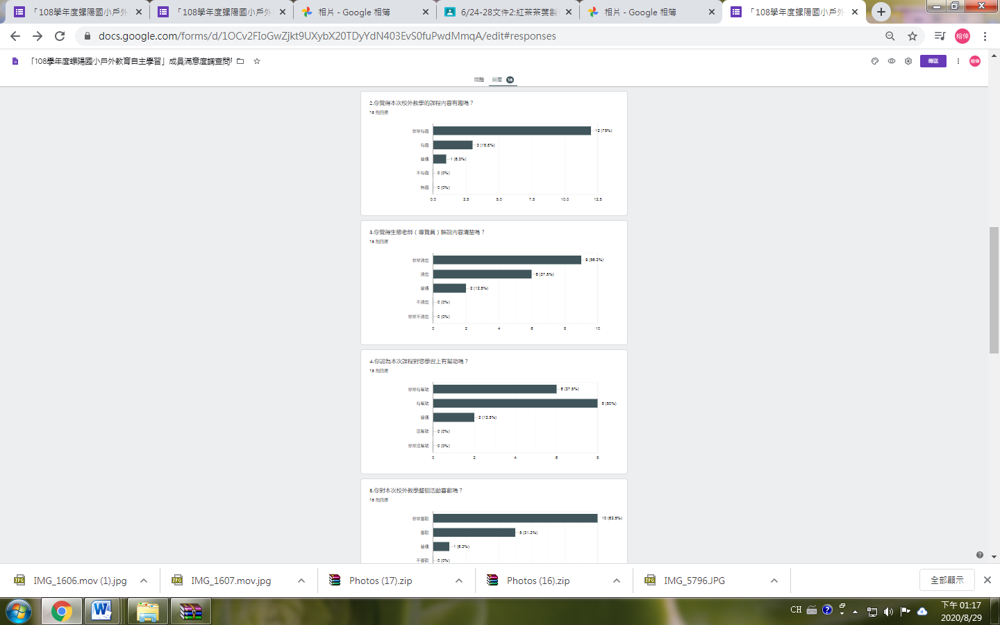 「108學年度螺陽國小戶外
「108學年度螺陽國小戶外
相片 - Google 相簿
6/24-28文件2:紅茶茶葉製
相片 - Google 相簿
「108學年度螺陽國小戶外
docs.google.com/forms/d/1OCv2FIoGwZjkt9UXybX20TDyYdN403EvS0fuPwdMmqA/edit#responses
榕倖
「108學年度螺陽國小戶外教育自主學習」成員滿意度調查問卷
傳送
榕倖
問題 回覆 16
2.你覺得本次校外教學的課程內容有趣嗎？
16 則回應
非常有趣 12 (75%)
有趣 3 (18.8%)
普通 1 (6.3%)
不有趣 0 (0%)
無趣 0 (0%)
0.0 2.5 5.0 7.5 10.0 12.5
3.你覺得生態老師（導覽員）解說內容清楚嗎？
16 則回應
非常清楚 9 (56.3%)
清楚 6 (37.5%)
普通 2 (12.5%)
不清楚 0 (0%)
非常不清楚 0 (0%)
0 2 4 6 8 10
4.你認為本次課程對您學習上有幫助嗎？
16 則回應
非常有幫助 6 (37.5%)
有幫助 8 (50%)
普通 2 (12.5%)
沒幫助 0 (0%)
非常沒幫助 0 (0%)
0 2 4 6 8
5.你對本次校外教學整個活動喜歡嗎？
16 則回應
非常喜歡 10 (62.5%)
喜歡 5 (31.3%)
普通 1 (6.3%)
不喜歡 0 (0%)
IMG_1606.mov (1).jpg
IMG_1607.mov.jpg
Photos (17).zip
Photos (16).zip
IMG_5796.JPG
全部顯示
CH
下午 01:17
2020/8/29